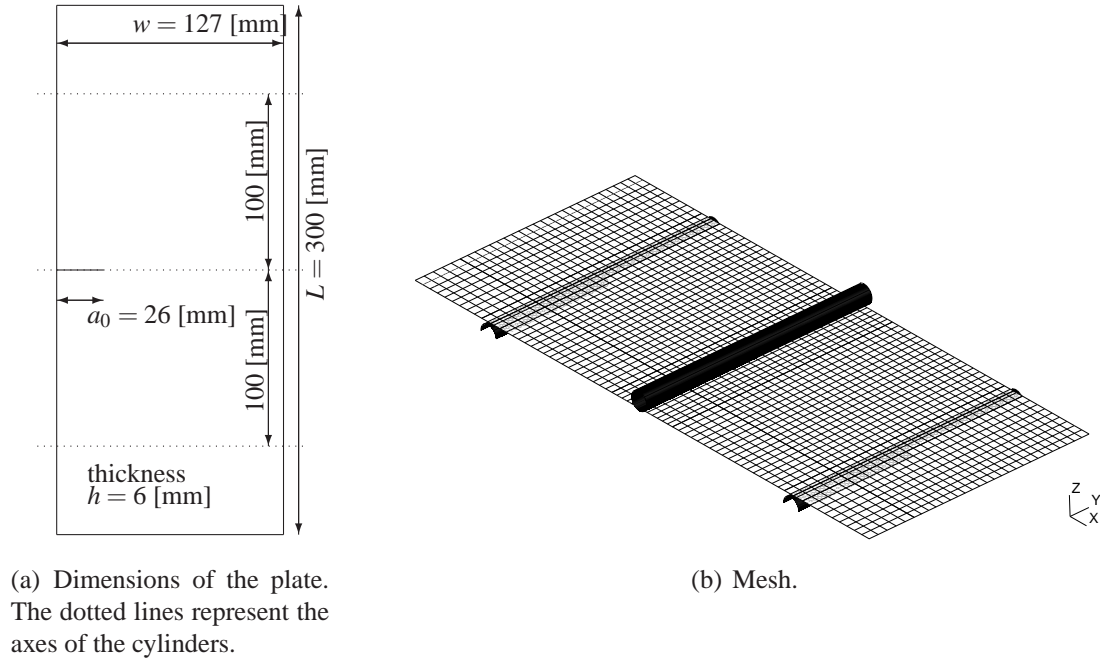 w = 127 [mm]
100 [mm]
L = 300 [mm]
a₀ = 26 [mm]
100 [mm]
thickness
h = 6 [mm]
Z
Y
X
(a) Dimensions of the plate.
The dotted lines represent the
axes of the cylinders.
(b) Mesh.